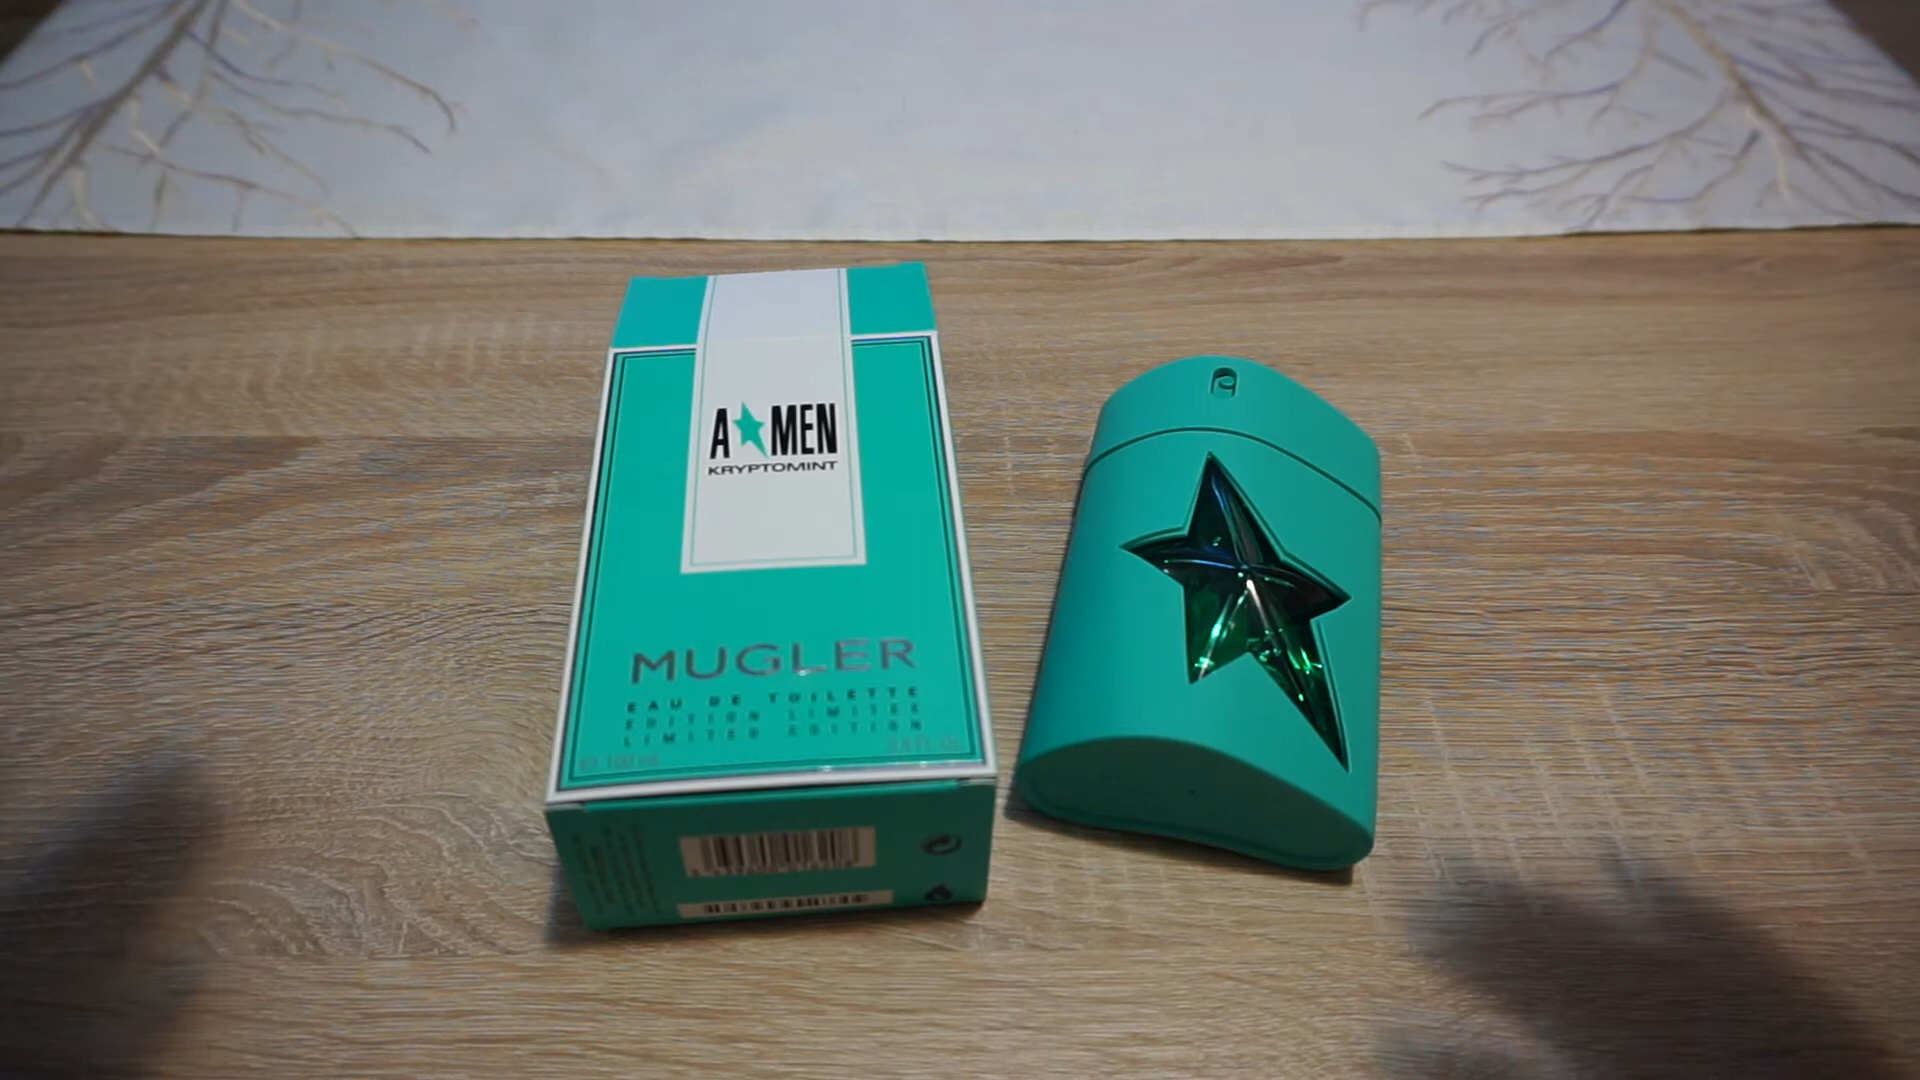 A★MEN
KRYPTOMINT
MUGLER
EAU DE TOILETTE
EDITION LIMITEE
LIMITED EDITION